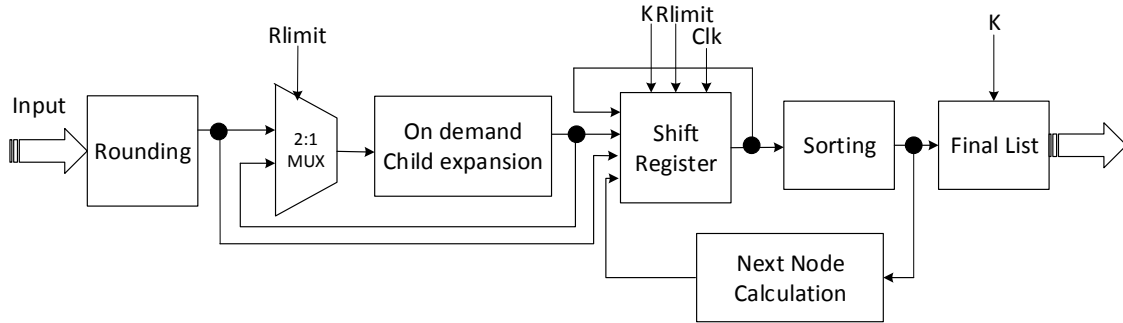 K
Rlimit
Clk
Rlimit
K
Input
Rounding
2:1
MUX
On demand
Child expansion
Shift
Register
Sorting
Final List
Next Node
Calculation